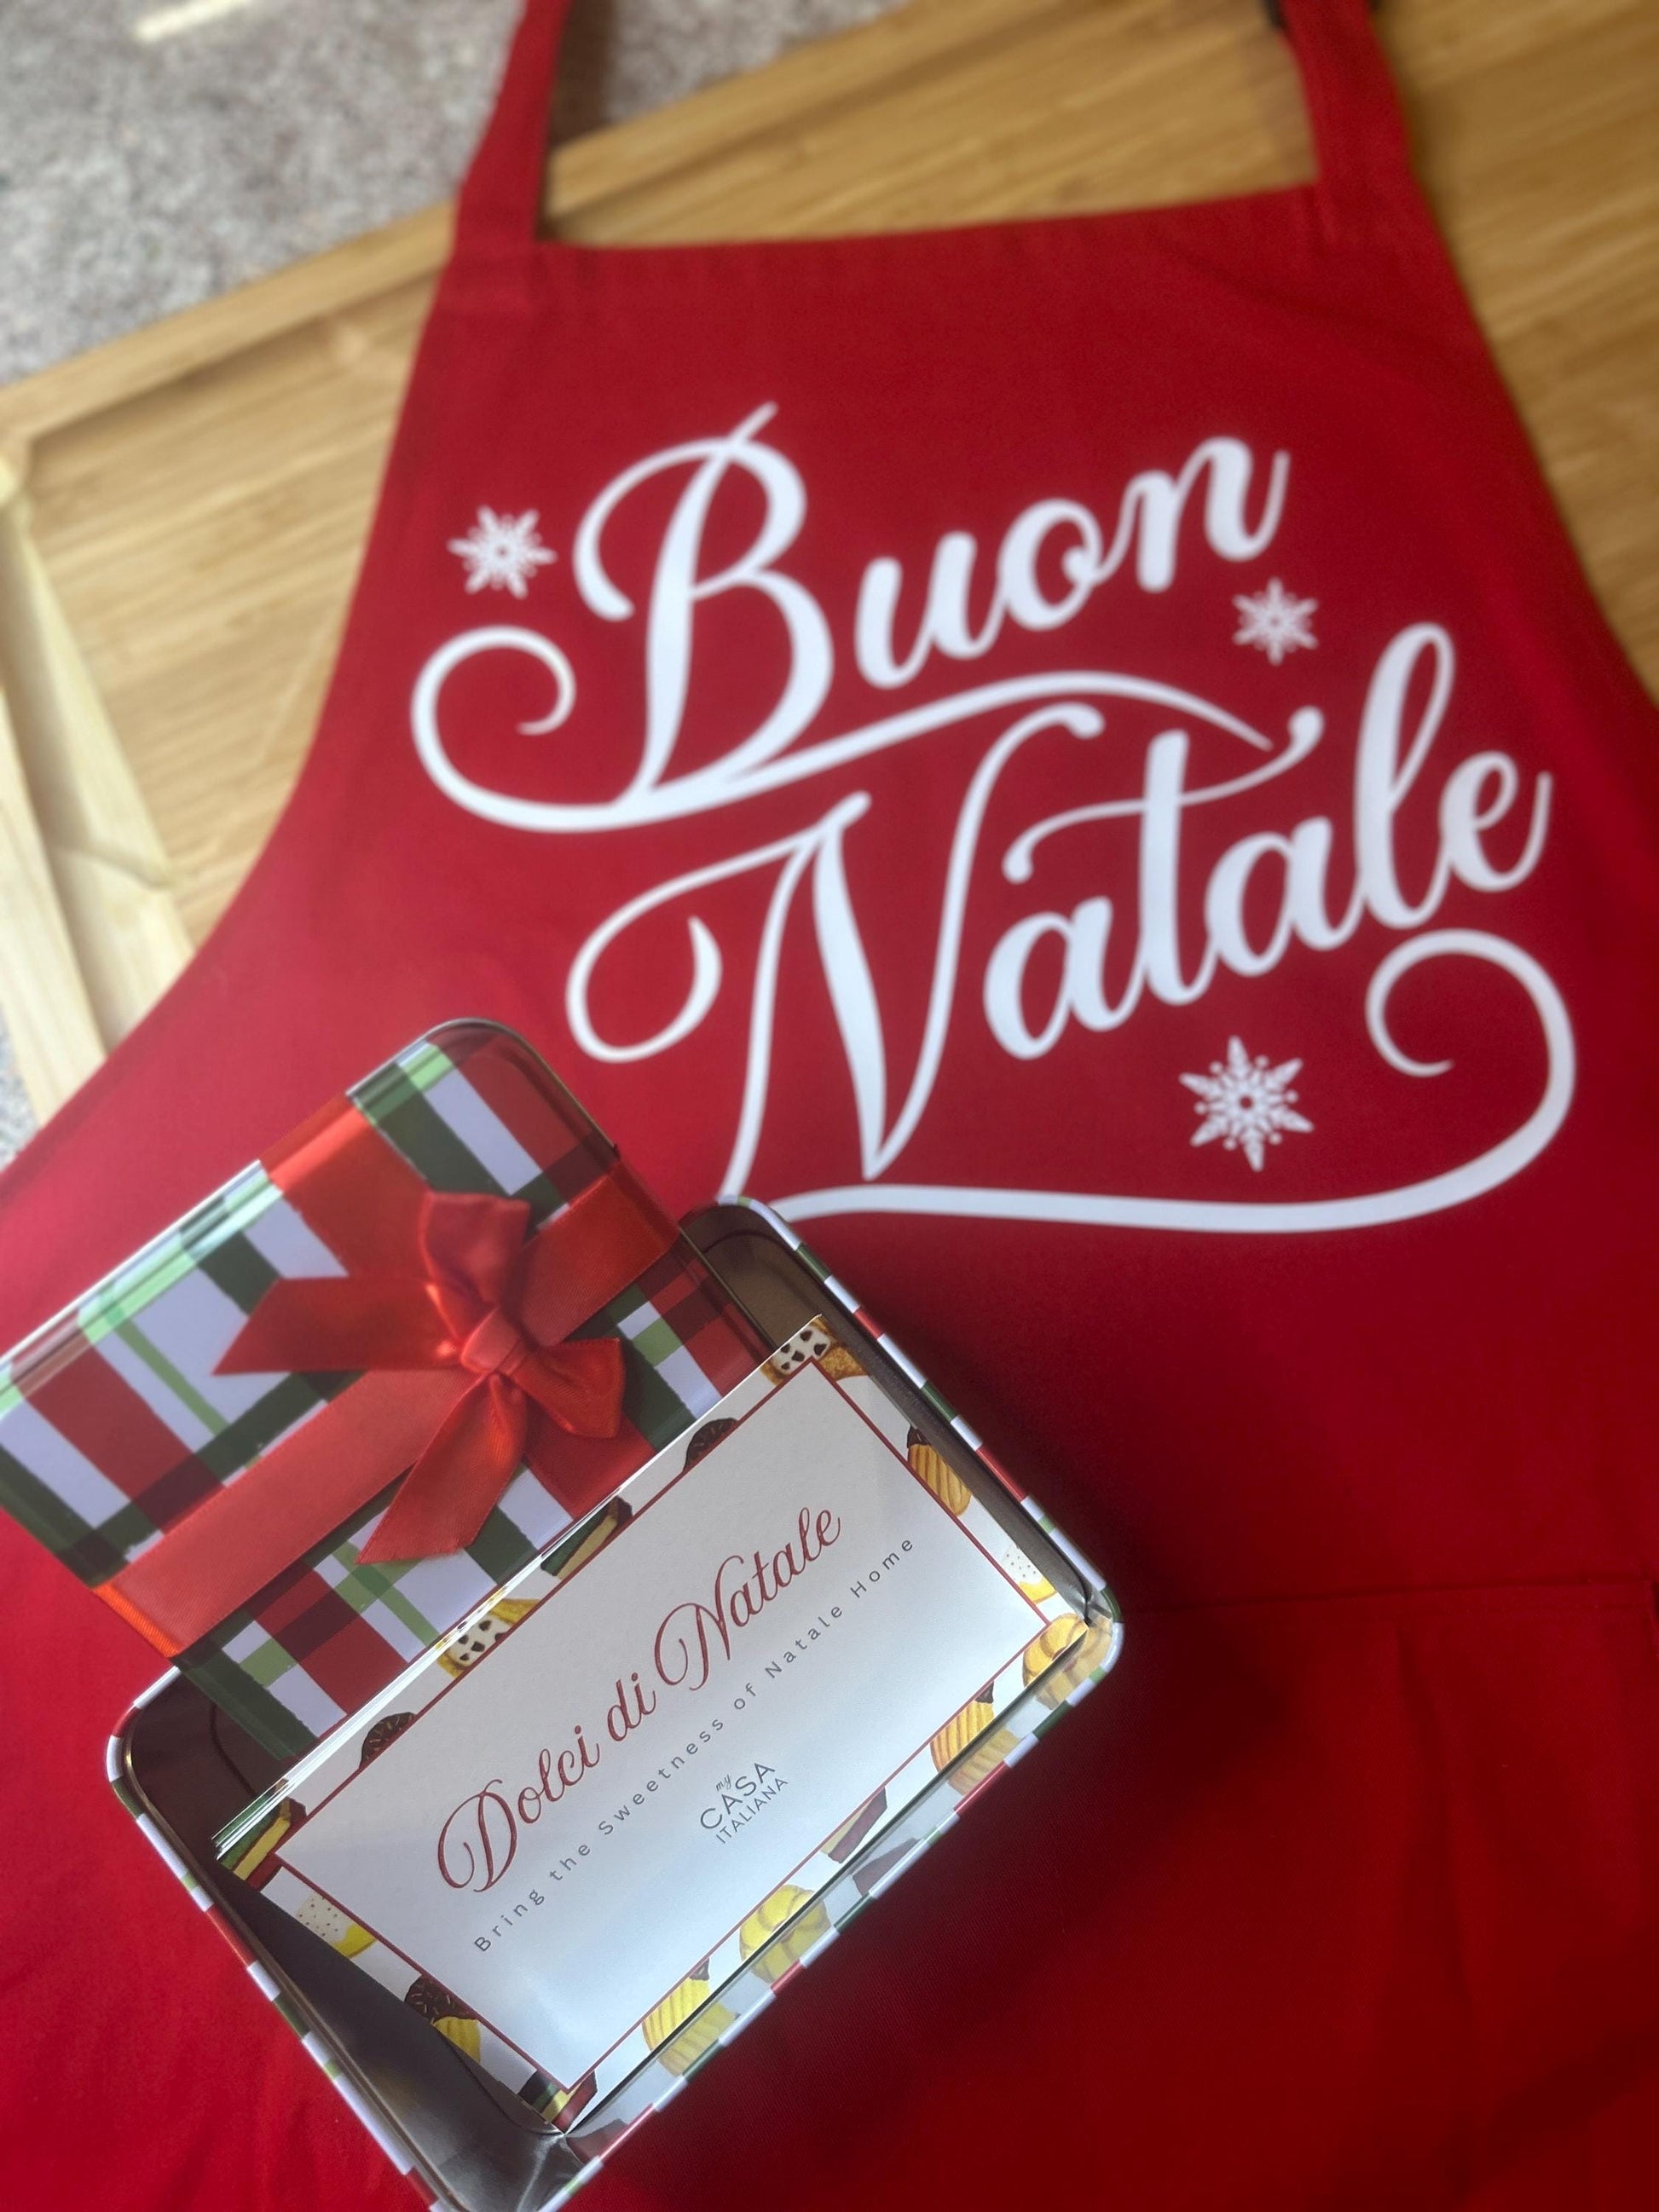 Buon
Natale
Dolci di Natale
Bring the Sweetness of Natale Home
my
CASA
ITALIANA